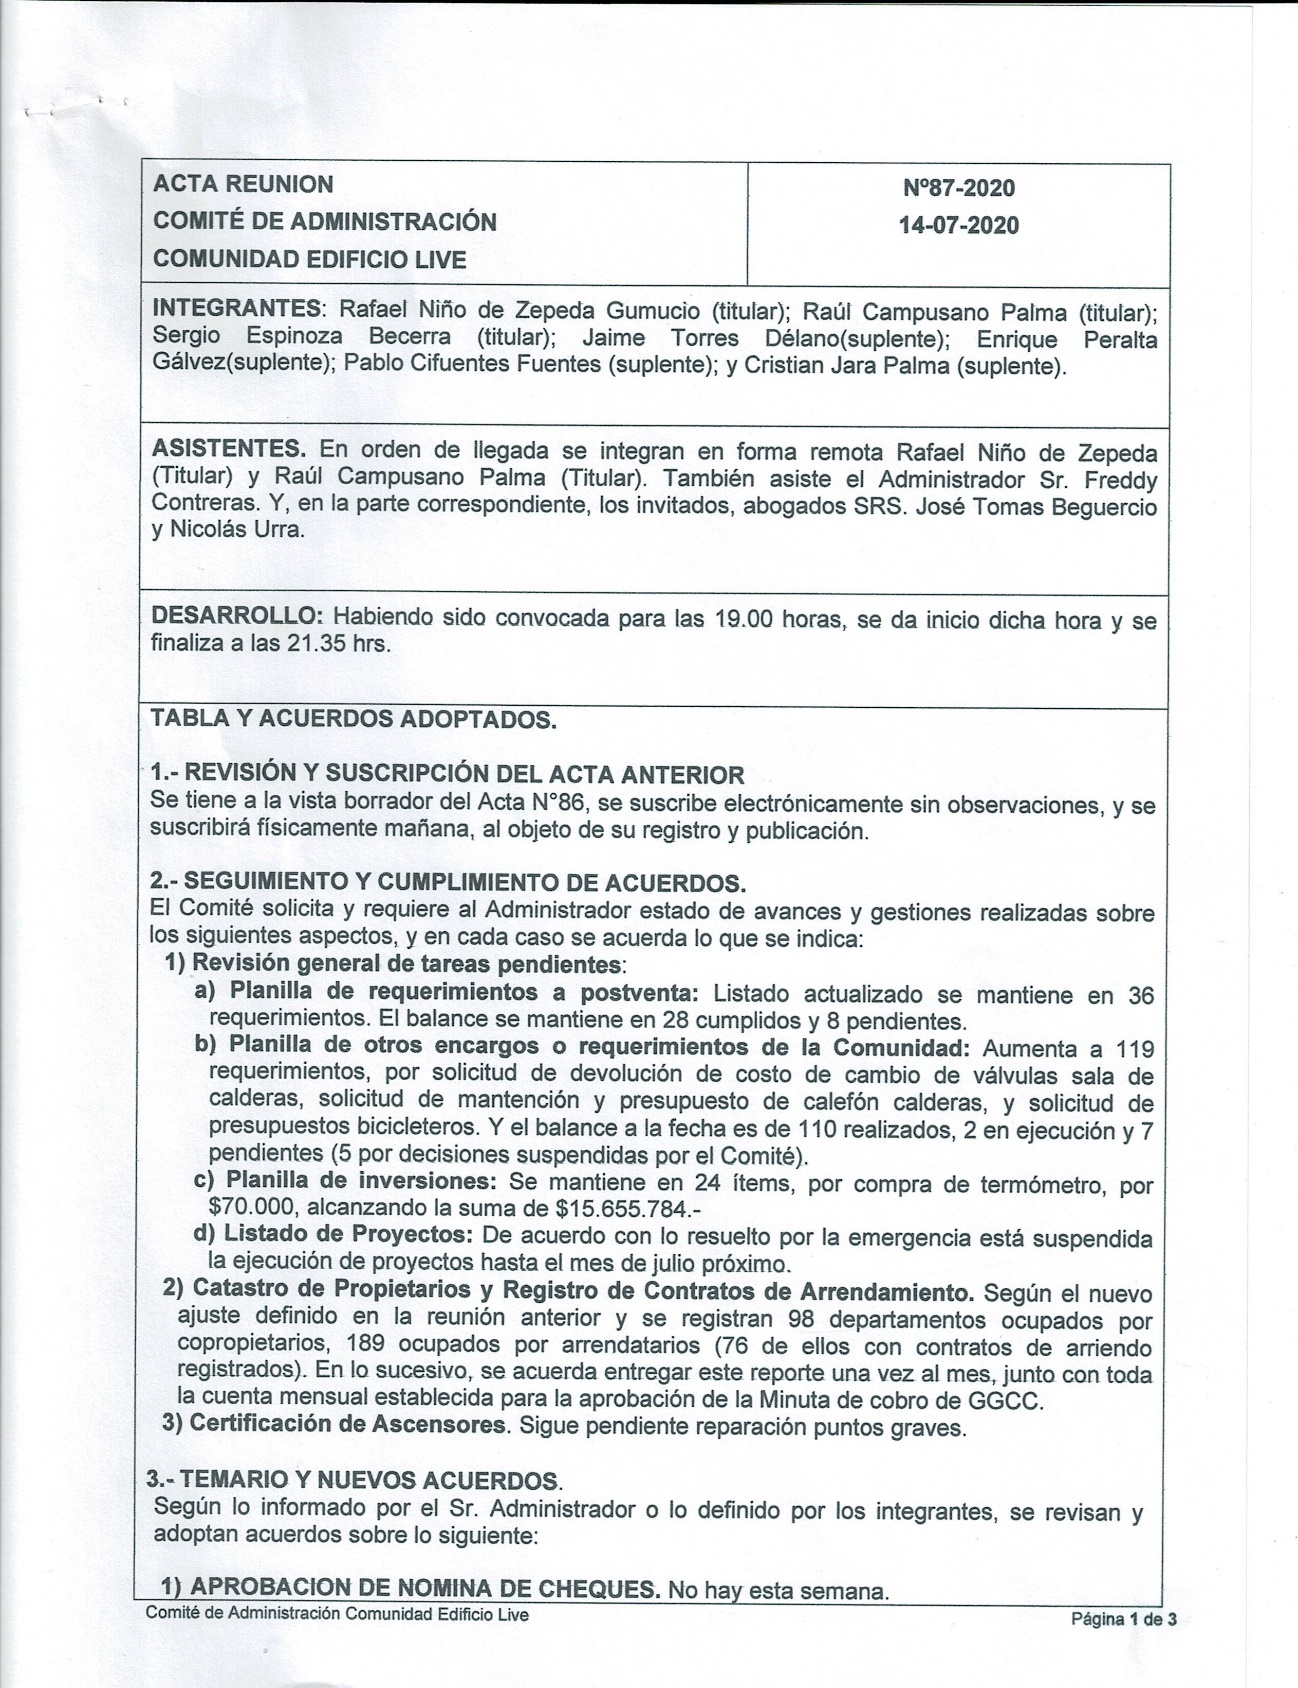 ACTA REUNION
COMITÉ DE ADMINISTRACIÓN
COMUNIDAD EDIFICIO LIVE
Nº87-2020
14-07-2020
INTEGRANTES: Rafael Niño de Zepeda Gumucio (titular); Raúl Campusano Palma (titular);
Sergio Espinoza Becerra (titular); Jaime Torres Délano(suplente); Enrique Peralta
Gálvez(suplente); Pablo Cifuentes Fuentes (suplente); y Cristian Jara Palma (suplente).
ASISTENTES. En orden de llegada se integran en forma remota Rafael Niño de Zepeda
(Titular) y Raúl Campusano Palma (Titular). También asiste el Administrador Sr. Freddy
Contreras. Y, en la parte correspondiente, los invitados, abogados SRS. José Tomas Beguercio
y Nicolás Urra.
DESARROLLO: Habiendo sido convocada para las 19.00 horas, se da inicio dicha hora y se
finaliza a las 21.35 hrs.
TABLA Y ACUERDOS ADOPTADOS.
1.- REVISIÓN Y SUSCRIPCIÓN DEL ACTA ANTERIOR
Se tiene a la vista borrador del Acta N°86, se suscribe electrónicamente sin observaciones, y se
suscribirá físicamente mañana, al objeto de su registro y publicación.
2.- SEGUIMIENTO Y CUMPLIMIENTO DE ACUERDOS.
El Comité solicita y requiere al Administrador estado de avances y gestiones realizadas sobre
los siguientes aspectos, y en cada caso se acuerda lo que se indica:
1) Revisión general de tareas pendientes:
a) Planilla de requerimientos a postventa: Listado actualizado se mantiene en 36
requerimientos. El balance se mantiene en 28 cumplidos y 8 pendientes.
b) Planilla de otros encargos o requerimientos de la Comunidad: Aumenta a 119
requerimientos, por solicitud de devolución de costo de cambio de válvulas sala de
calderas, solicitud de mantención y presupuesto de calefón calderas, y solicitud de
presupuestos bicicleteros. Y el balance a la fecha es de 110 realizados, 2 en ejecución y 7
pendientes (5 por decisiones suspendidas por el Comité).
c) Planilla de inversiones: Se mantiene en 24 ítems, por compra de termómetro, por
$70.000, alcanzando la suma de $15.655.784.-
d) Listado de Proyectos: De acuerdo con lo resuelto por la emergencia está suspendida
la ejecución de proyectos hasta el mes de julio próximo.
2) Catastro de Propietarios y Registro de Contratos de Arrendamiento. Según el nuevo
ajuste definido en la reunión anterior y se registran 98 departamentos ocupados por
copropietarios, 189 ocupados por arrendatarios (76 de ellos con contratos de arriendo
registrados). En lo sucesivo, se acuerda entregar este reporte una vez al mes, junto con toda
la cuenta mensual establecida para la aprobación de la Minuta de cobro de GGCC.
3) Certificación de Ascensores. Sigue pendiente reparación puntos graves.
3.- TEMARIO Y NUEVOS ACUERDOS.
Según lo informado por el Sr. Administrador o lo definido por los integrantes, se revisan y
adoptan acuerdos sobre lo siguiente:
1) APROBACION DE NOMINA DE CHEQUES. No hay esta semana.
Comité de Administración Comunidad Edificio Live
Página 1 de 3